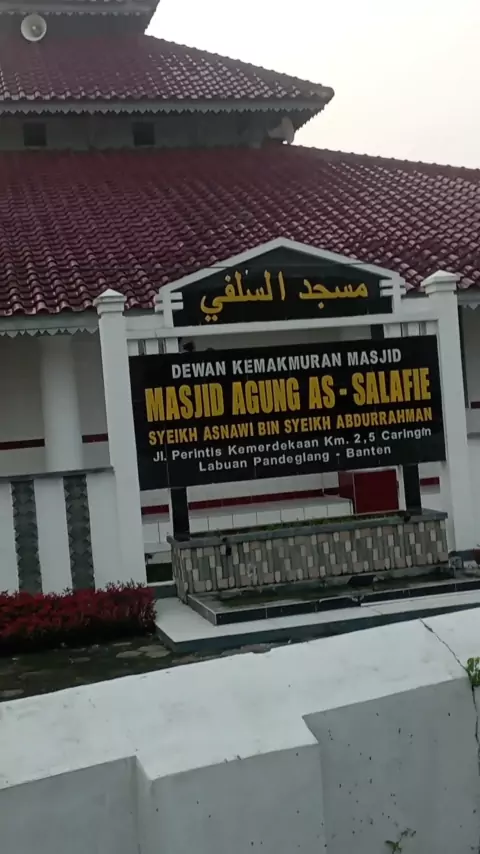 مسجد السلفي
DEWAN KEMAKMURAN MASJID
MASJID AGUNG AS - SALAFIE
SYEIKH ASNAWI BIN SYEIKH ABDURRAHMAN
Jl. Perintis Kemerdekaan Km. 2,5 Caringin
Labuan Pandeglang - Banten